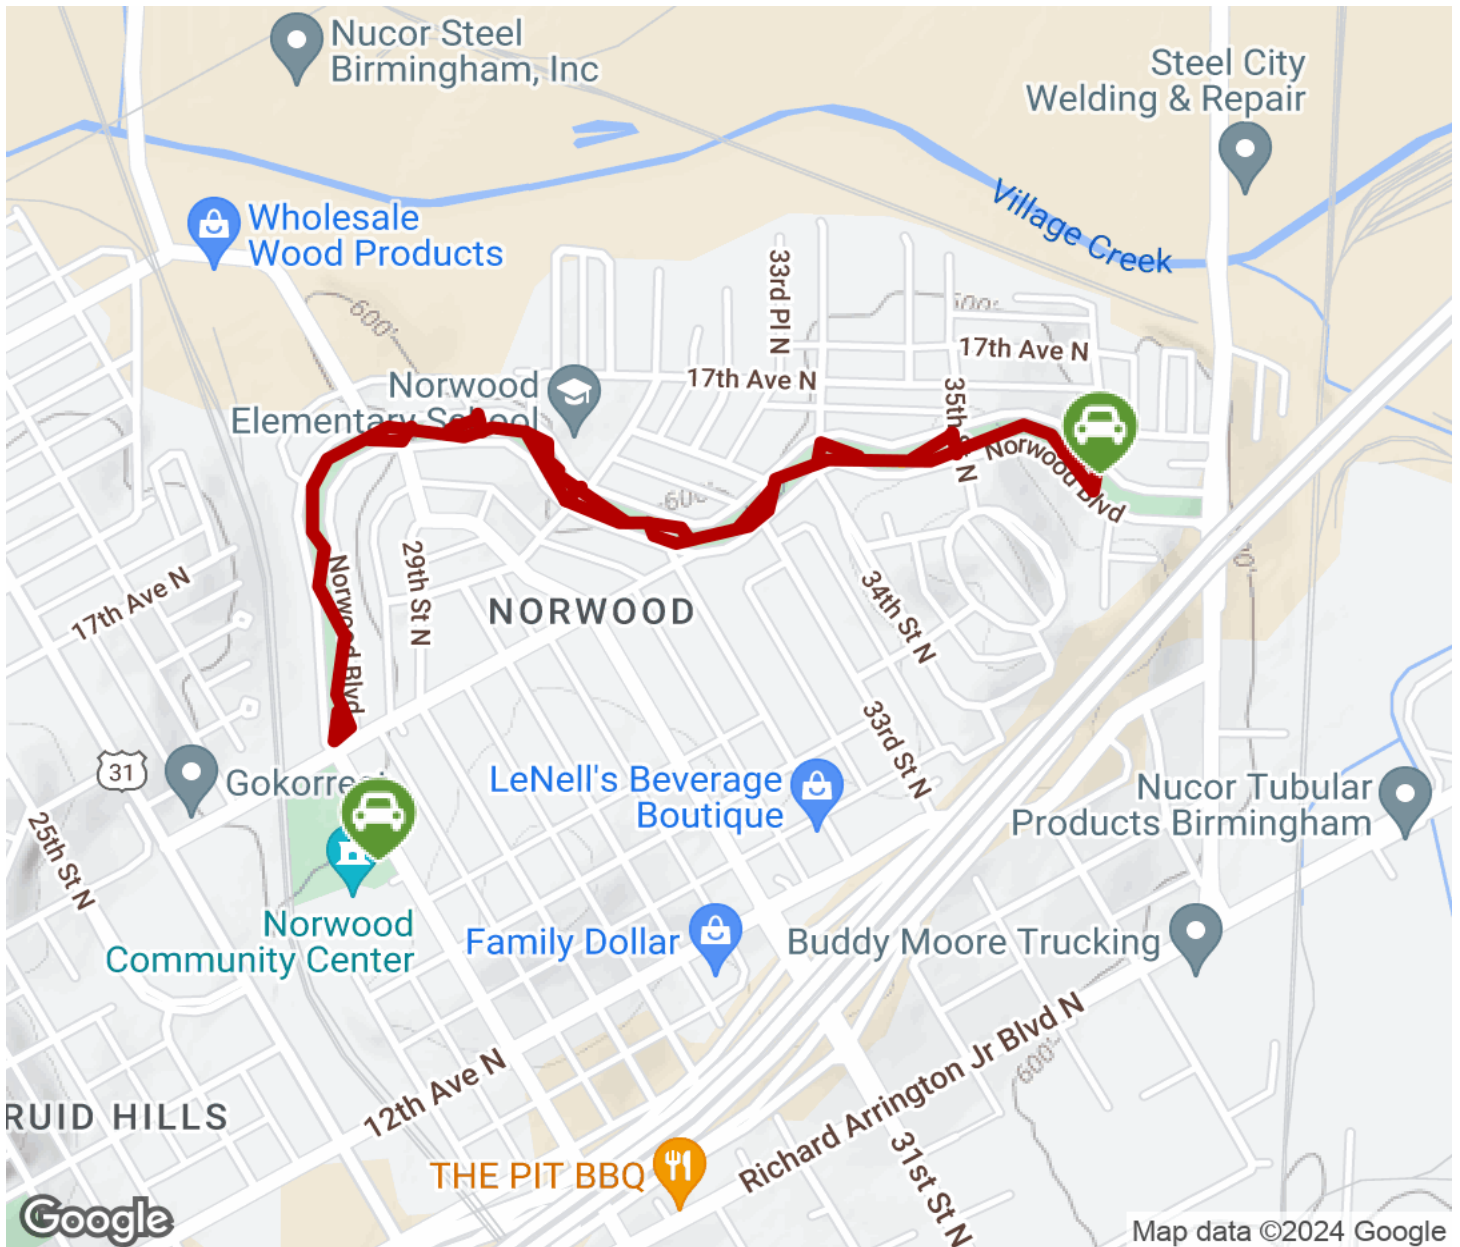 Nucor Steel
Birmingham, Inc
Steel City
Welding & Repair
Village Creek
Wholesale
Wood Products
33rd Pl N
600'
600'
17th Ave N
17th Ave N
Norwood
Elementary School
35th St N
Norwood Blvd
600'
17th Ave N
Norwood Blvd
29th St N
NORWOOD
34th St N
33rd St N
31
Gokorre
LeNell's Beverage
Boutique
Nucor Tubular
Products Birmingham
25th St N
Norwood
Community Center
Family Dollar
Buddy Moore Trucking
12th Ave N
Richard Arrington Jr Blvd N
600'
RUID HILLS
THE PIT BBQ
31st St N
Google
Map data ©2024 Google